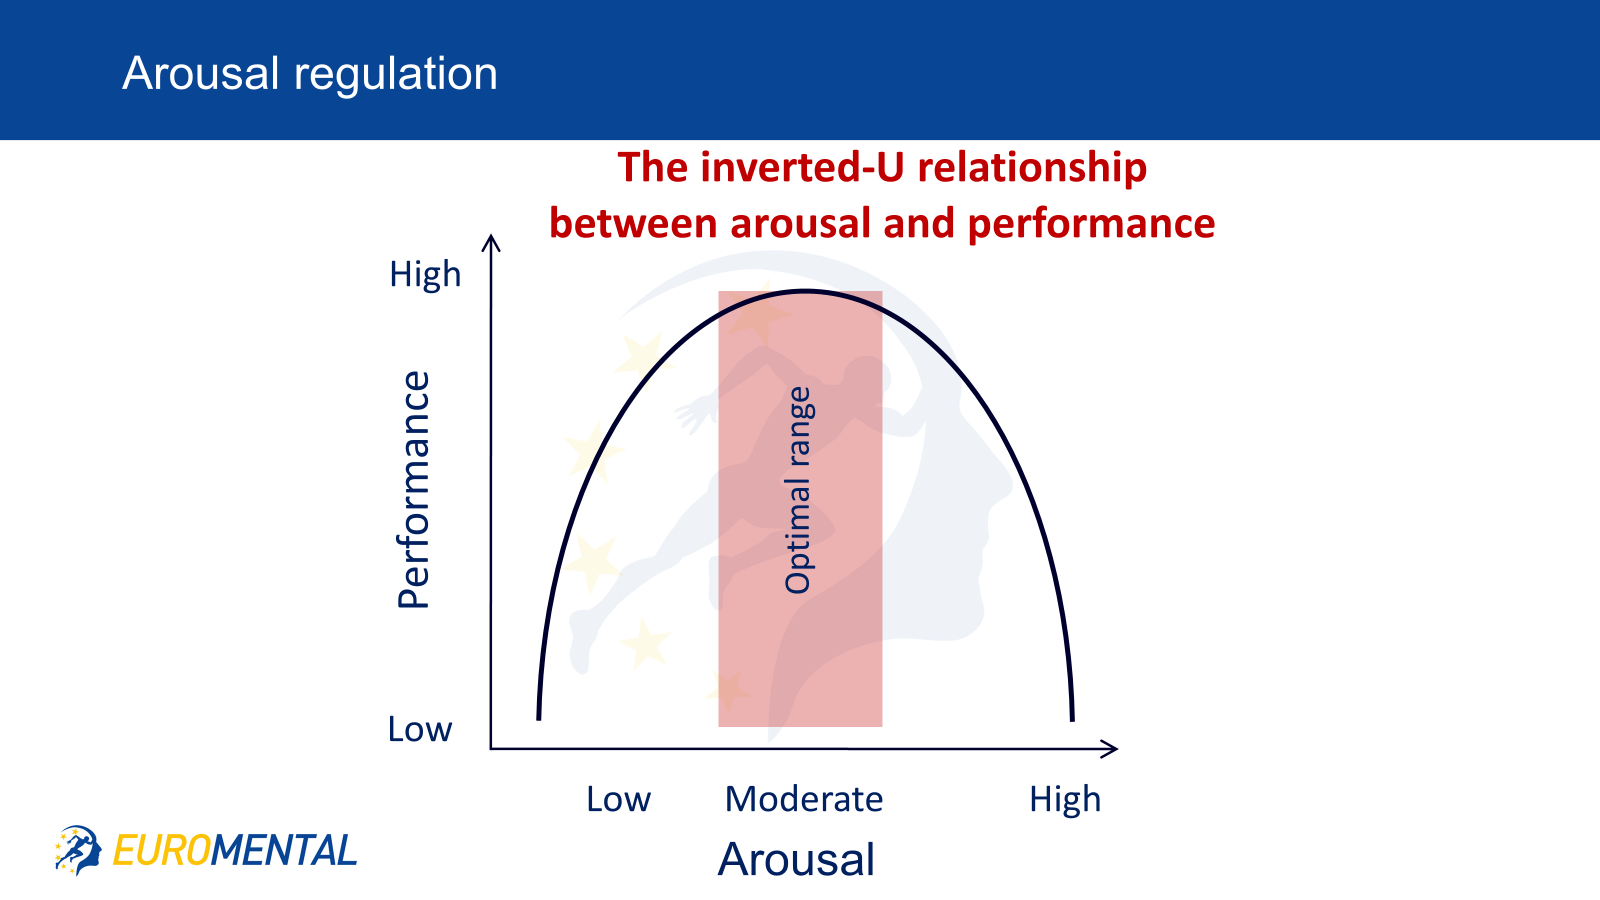 Arousal regulation
The inverted-U relationship
between arousal and performance
High
Performance
Optimal range
Low
Low
Moderate
High
Arousal
EUROMENTAL